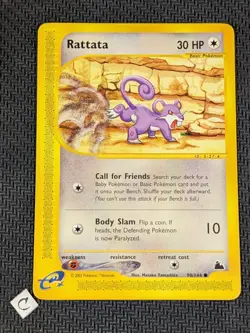 Rattata
30 HP
Basic Pokémon
Call for Friends Search your deck for a
Baby Pokémon or Basic Pokémon card and put
it onto your Bench. Shuffle your deck afterward.
(You can't use this attack if your Bench is full.)
Body Slam Flip a coin. If
heads, the Defending Pokémon
is now Paralyzed.
10
weakness resistance retreat cost
Illus. Motoko Yamashita
90/144
e
C